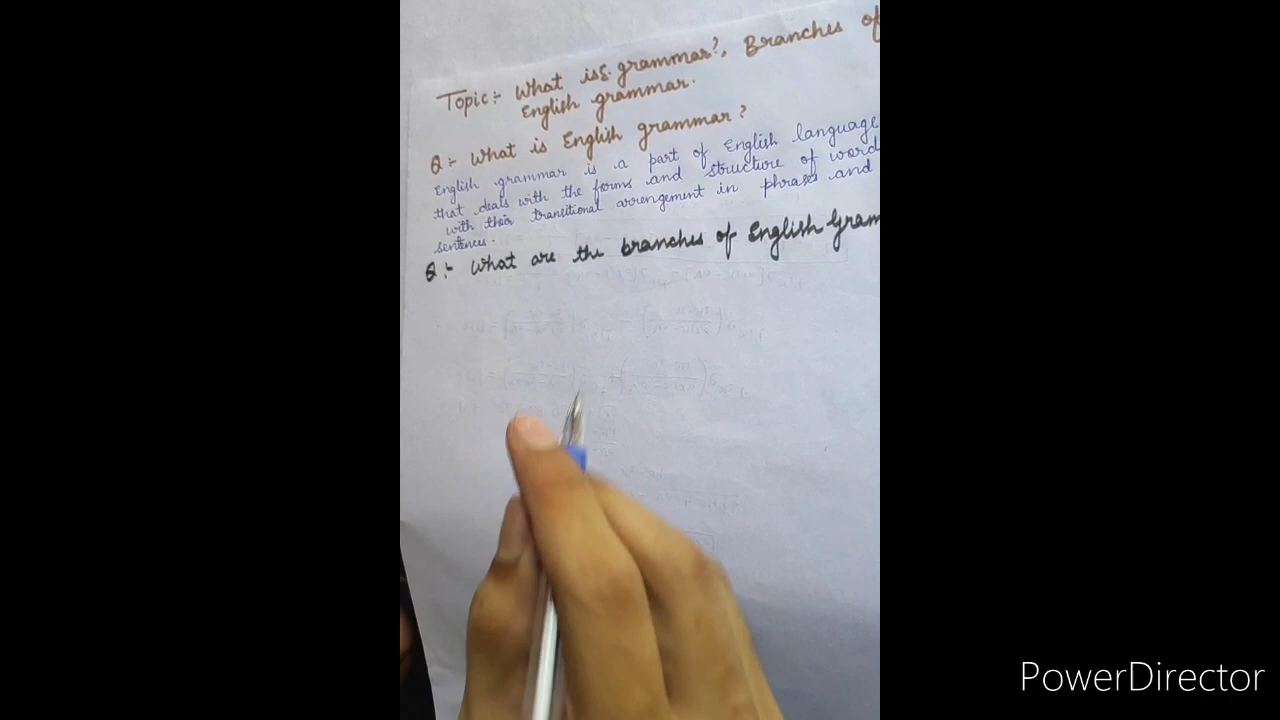 Topic:- What is E. grammar?, Branches of
English grammar.
Q:- What is English grammar?
English grammar is a part of English language
that deals with the forms and structure of word
with their transitional arrengement in phrases and
sentences.
Q:- What are the branches of English Gram
PowerDirector